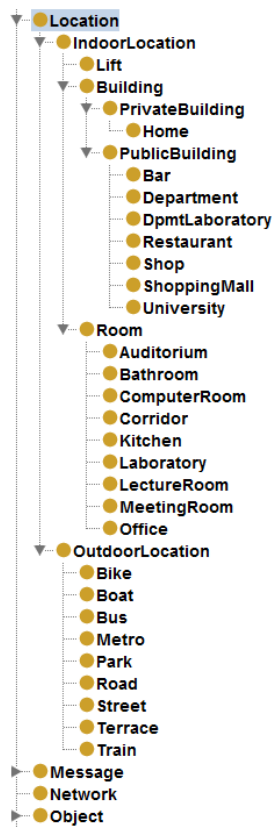 Location
IndoorLocation
Lift
Building
PrivateBuilding
Home
PublicBuilding
Bar
Department
DpmtLaboratory
Restaurant
Shop
ShoppingMall
University
Room
Auditorium
Bathroom
ComputerRoom
Corridor
Kitchen
Laboratory
LectureRoom
MeetingRoom
Office
OutdoorLocation
Bike
Boat
Bus
Metro
Park
Road
Street
Terrace
Train
Message
Network
Object